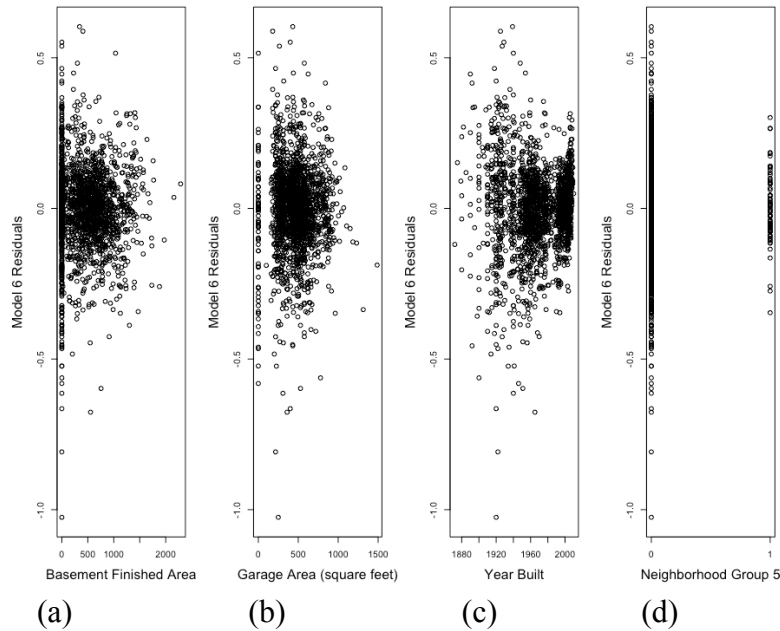 Model 6 Residuals
0.5
0.0
-0.5
-1.0
0 500 1000 2000
Basement Finished Area
(a)
Model 6 Residuals
0.5
0.0
-0.5
-1.0
0 500 1000 1500
Garage Area (square feet)
(b)
Model 6 Residuals
0.5
0.0
-0.5
-1.0
1880 1920 1960 2000
Year Built
(c)
Model 6 Residuals
0.5
0.0
-0.5
-1.0
0 1
Neighborhood Group 5
(d)